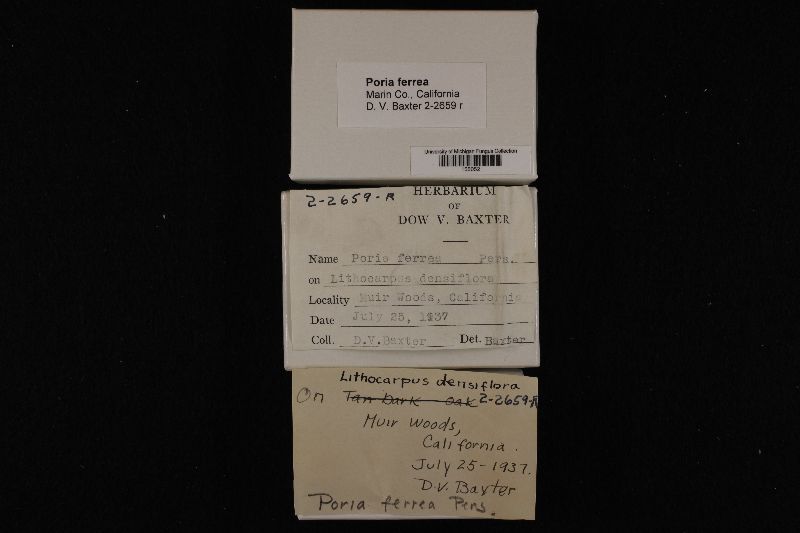 Poria ferrea
Marin Co., California
D. V. Baxter 2-2659 r
University of Michigan Fungus Collection
2-2659-R
HERBARIUM
OF
DOW V. BAXTER
Name Poria ferrea Pers.
on Lithocarpus densiflora
Locality Muir Woods, California
Date July 25, 1937
Coll. D.V.Baxter Det. Baxter
Lithocarpus densiflora
On Tan bark oak 2-2659-R
Muir Woods,
California.
July 25-1937.
D.V. Baxter
Poria ferrea Pers.